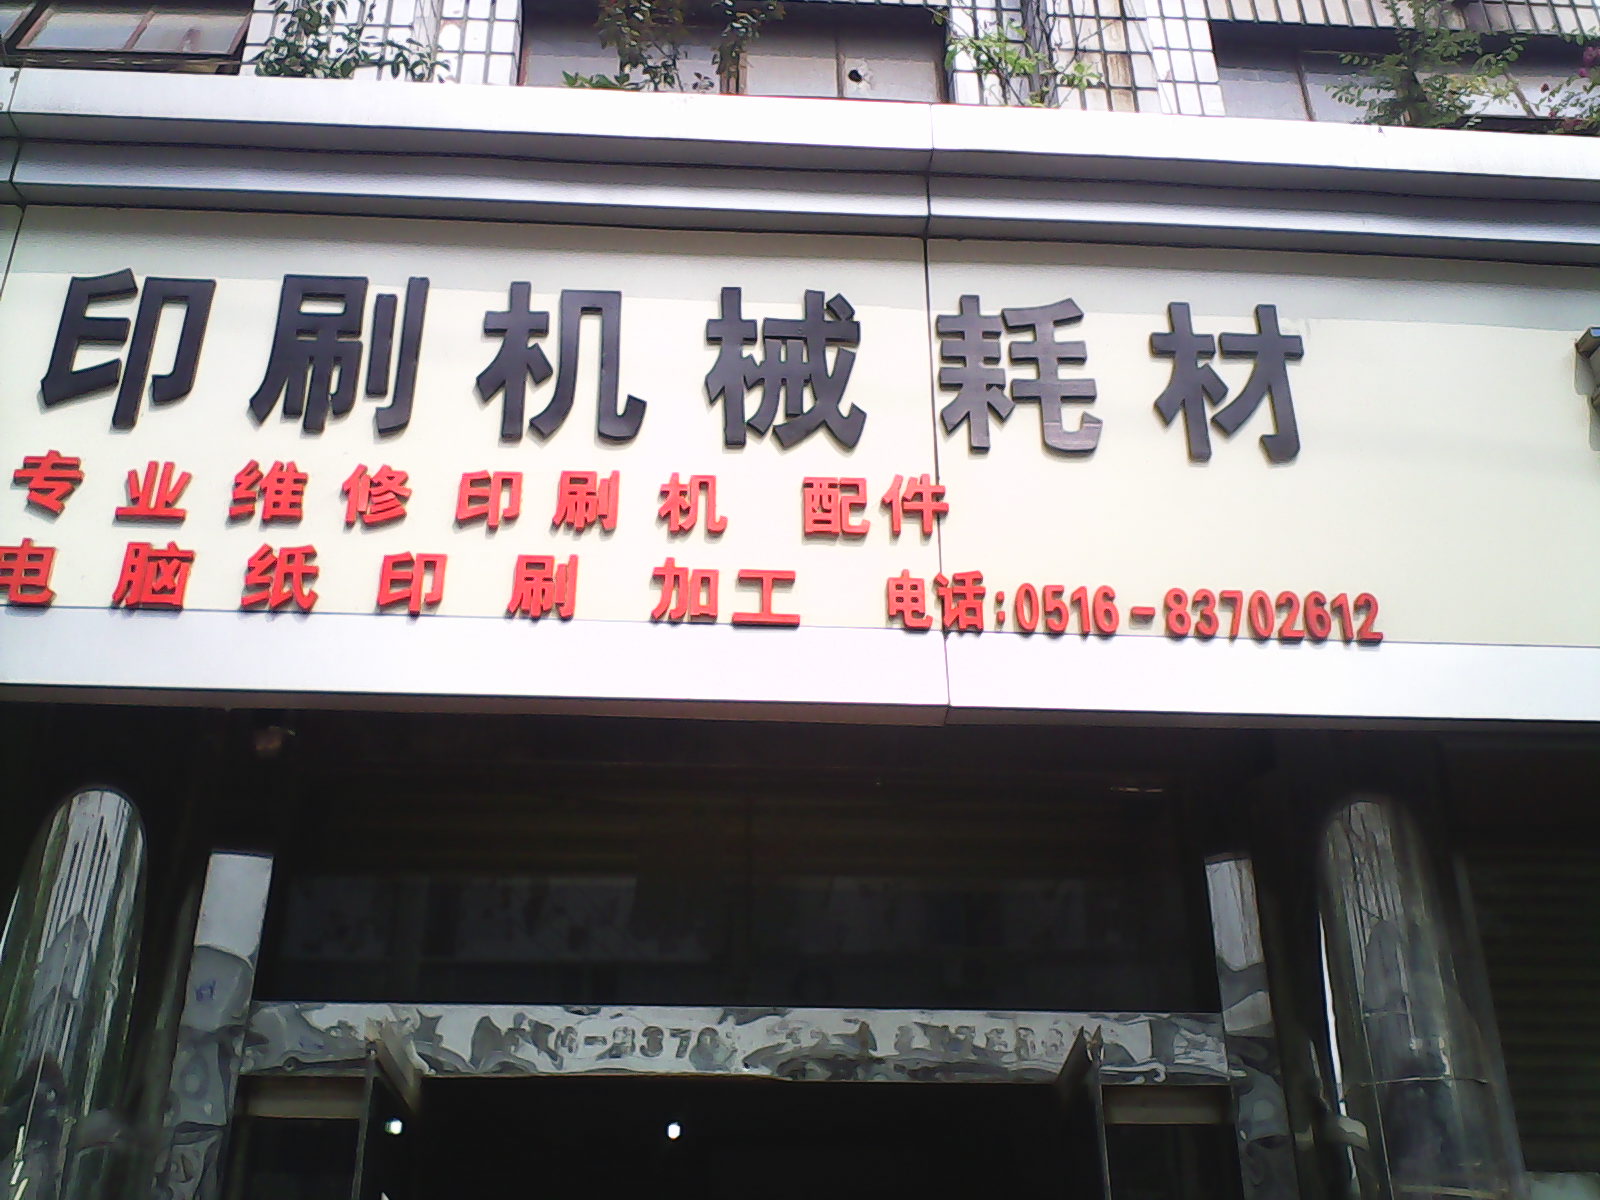 印刷机械耗材
专业维修印刷机 配件
电脑纸印刷 加工 电话:0516-83702612